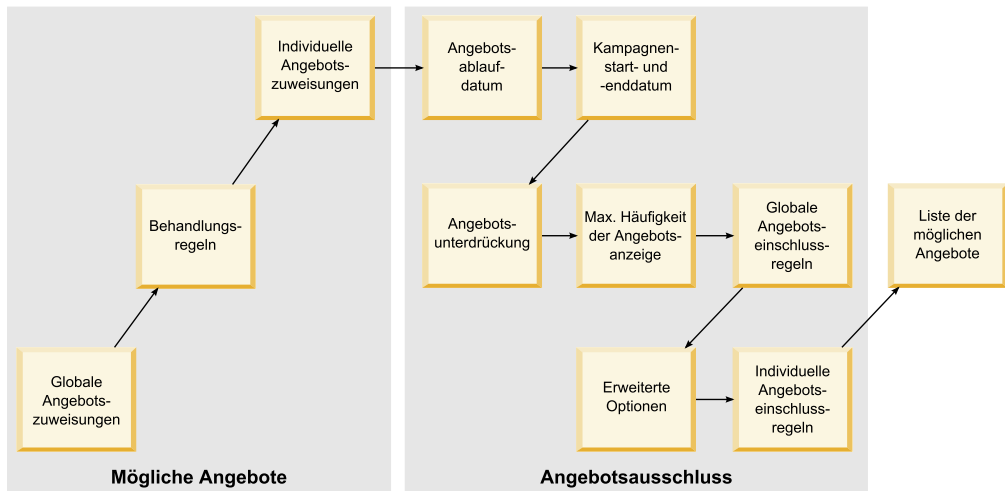 Globale
Angebots-
zuweisungen
Behandlungs-
regeln
Individuelle
Angebots-
zuweisungen
Mögliche Angebote
Angebots-
ablauf-
datum
Kampagnen-
start- und
-enddatum
Angebots-
unterdrückung
Max. Häufigkeit
der Angebots-
anzeige
Globale
Angebots-
einschluss-
regeln
Erweiterte
Optionen
Individuelle
Angebots-
einschluss-
regeln
Angebotsausschluss
Liste der
möglichen
Angebote